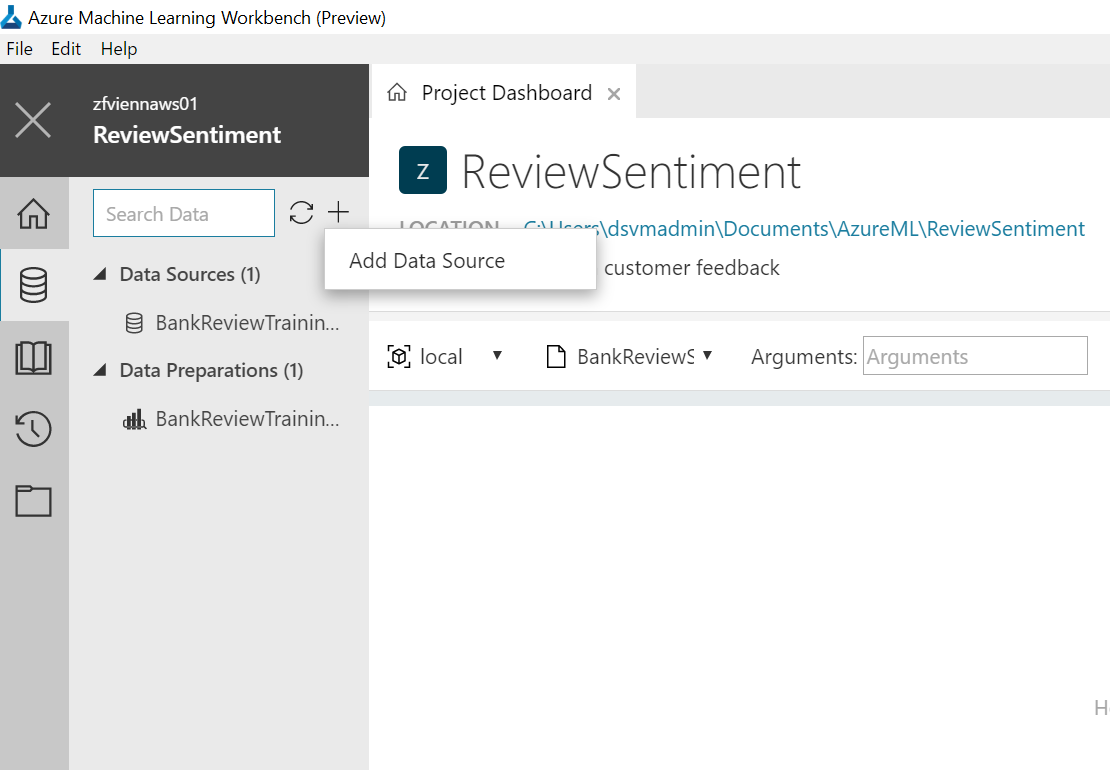 Azure Machine Learning Workbench (Preview)
File Edit Help
zfviennaws01
ReviewSentiment
Project Dashboard
Z ReviewSentiment
Search Data
LOCATION C:\Users\dsvmadmin\Documents\AzureML\ReviewSentiment
Add Data Source
customer feedback
Data Sources (1)
BankReviewTrainin...
local
BankReviewS
Arguments: Arguments
Data Preparations (1)
BankReviewTrainin...